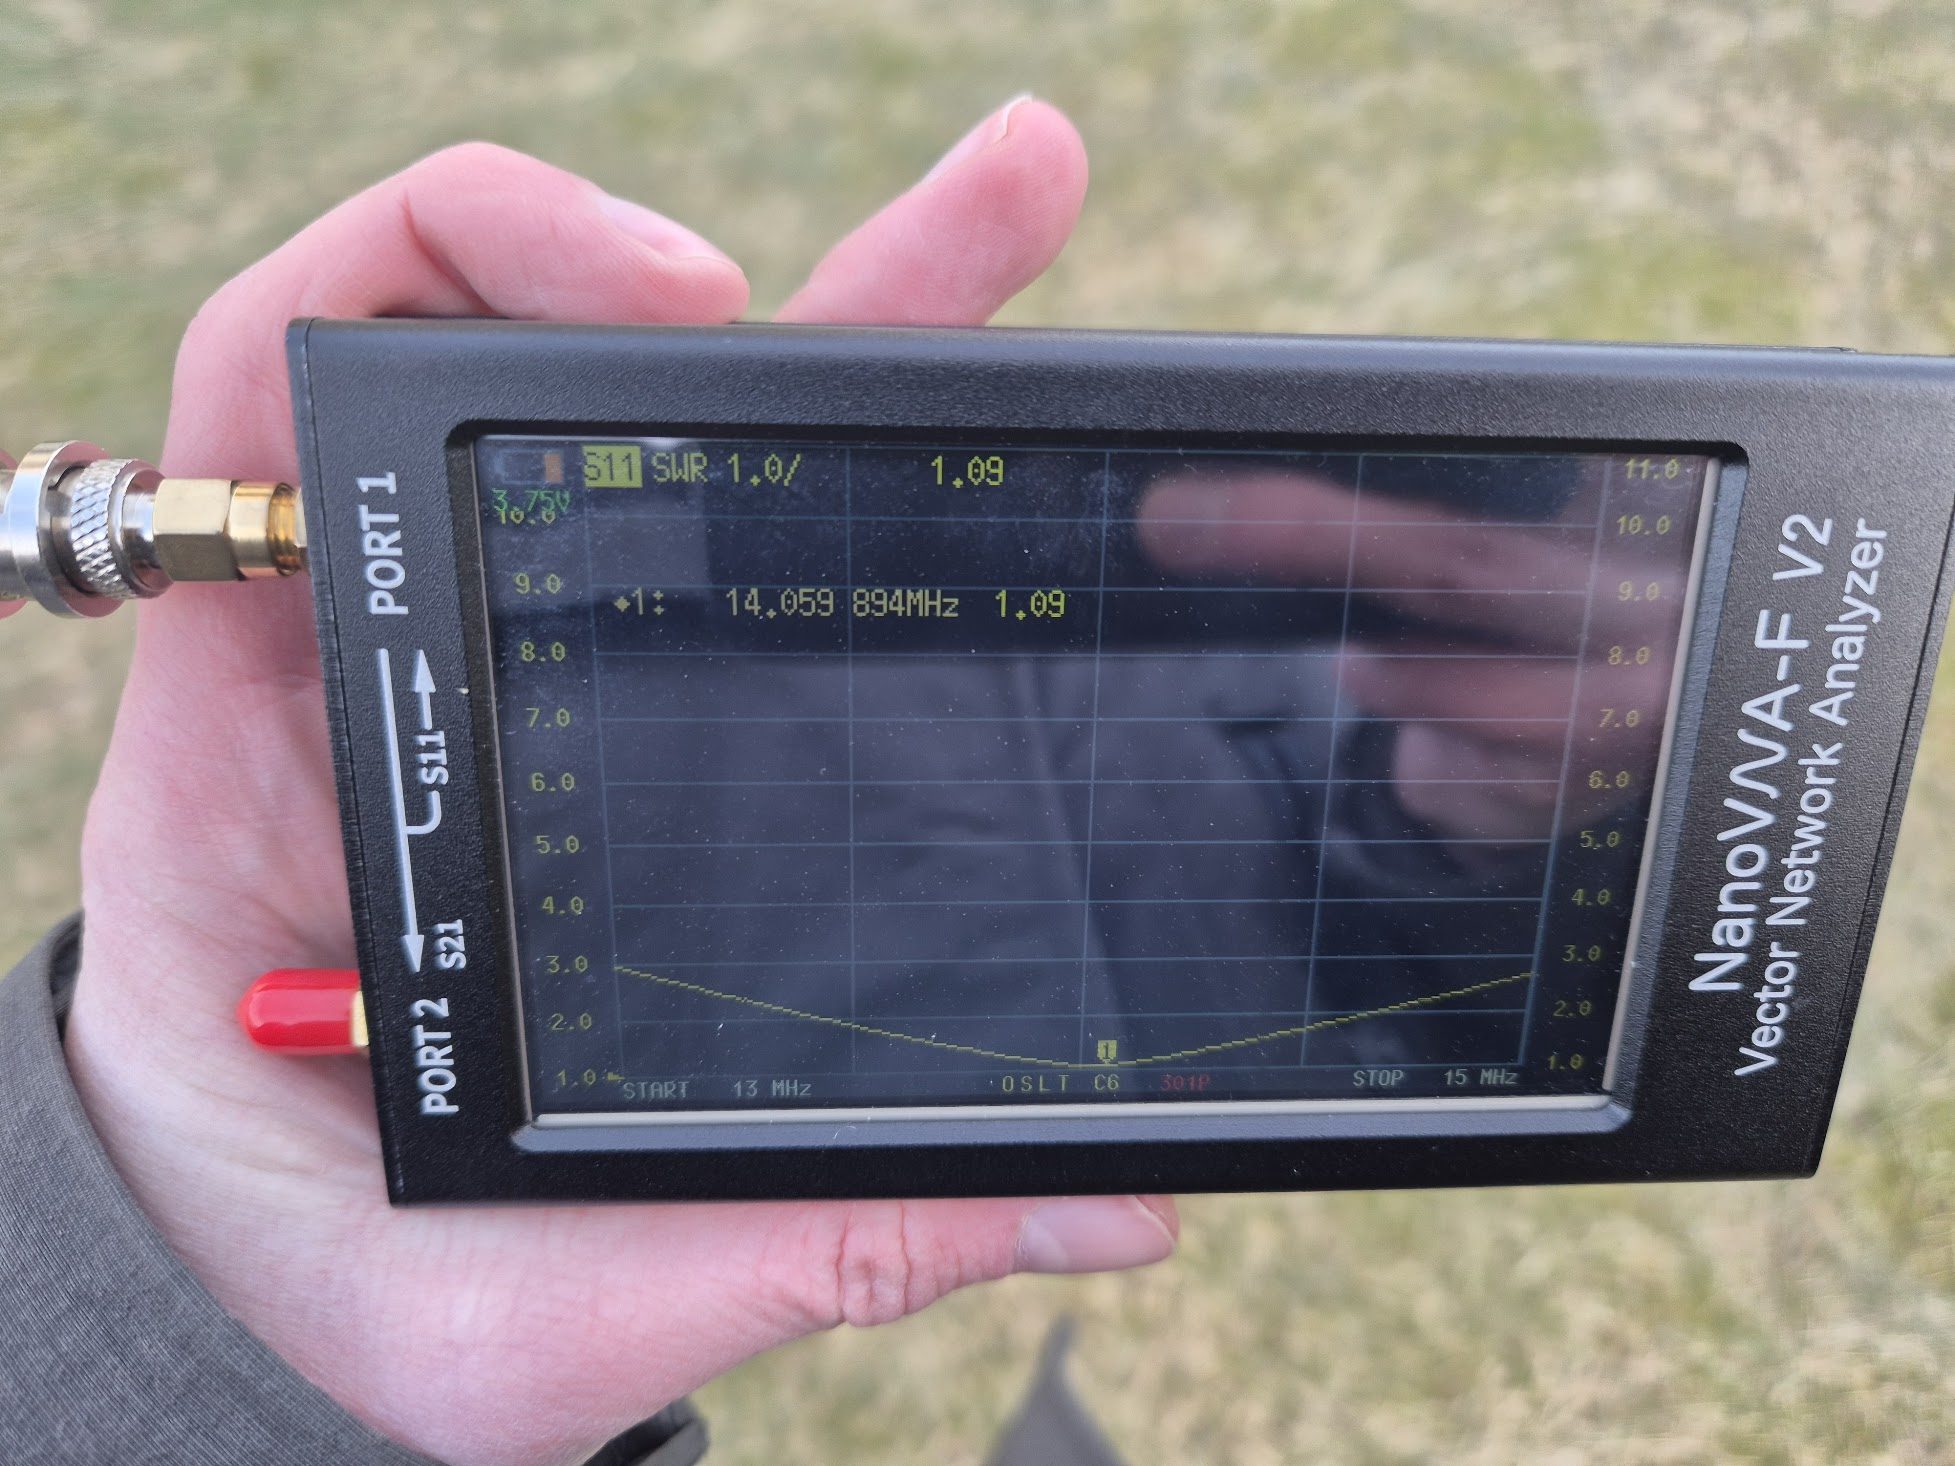 S11 SWR 1.0/ 1.09
11.0
3.75V
10.0
10.0
◆1: 14.059 894MHz 1.09
9.0
9.0
8.0
8.0
7.0
7.0
6.0
6.0
5.0
5.0
4.0
4.0
3.0
3.0
2.0
2.0
1
1.0
1.0
START 13 MHz OSLT C6 301P STOP 15 MHz
PORT 1
S11
S21
PORT 2
NanoVNA-F V2
Vector Network Analyzer